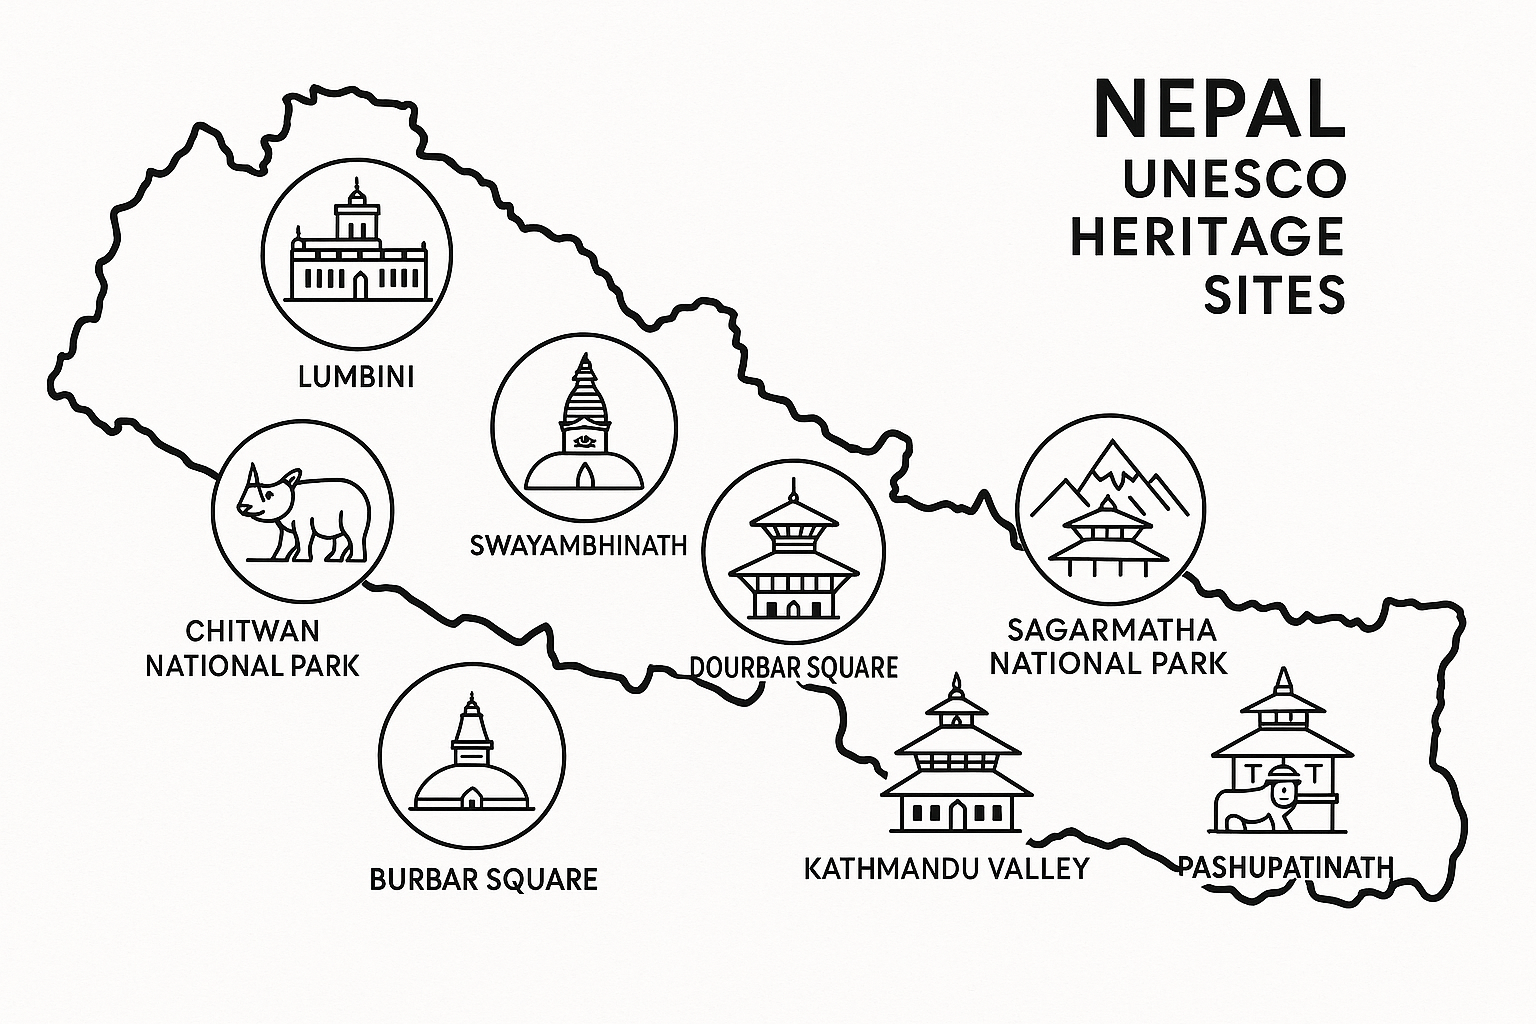 NEPAL
UNESCO
HERITAGE
SITES
LUMBINI
SWAYAMBHINATH
CHITWAN
NATIONAL PARK
DOURBAR SQUARE
SAGARMATHA
NATIONAL PARK
BURBAR SQUARE
KATHMANDU VALLEY
PASHUPATINATH